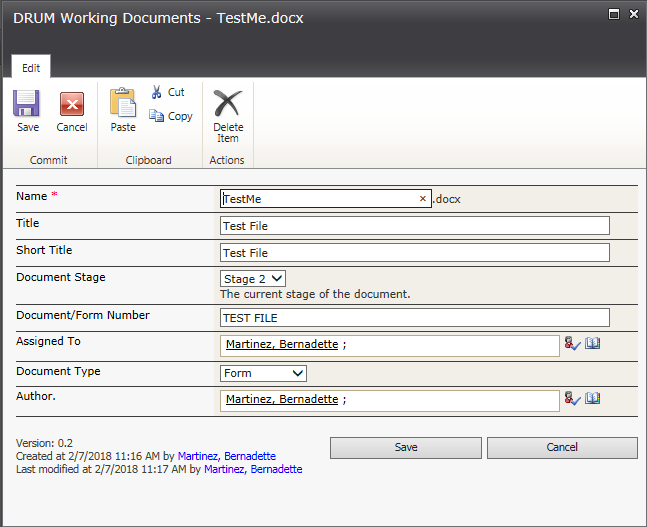 DRUM Working Documents - TestMe.docx
Edit
Save
Cancel
Paste
Cut
Copy
Delete
Item
Commit
Clipboard
Actions
Name *
TestMe × .docx
Title
Test File
Short Title
Test File
Document Stage
Stage 2
The current stage of the document.
Document/Form Number
TEST FILE
Assigned To
Martinez, Bernadette ;
Document Type
Form
Author.
Martinez, Bernadette ;
Version: 0.2
Created at 2/7/2018 11:16 AM by Martinez, Bernadette
Last modified at 2/7/2018 11:17 AM by Martinez, Bernadette
Save
Cancel